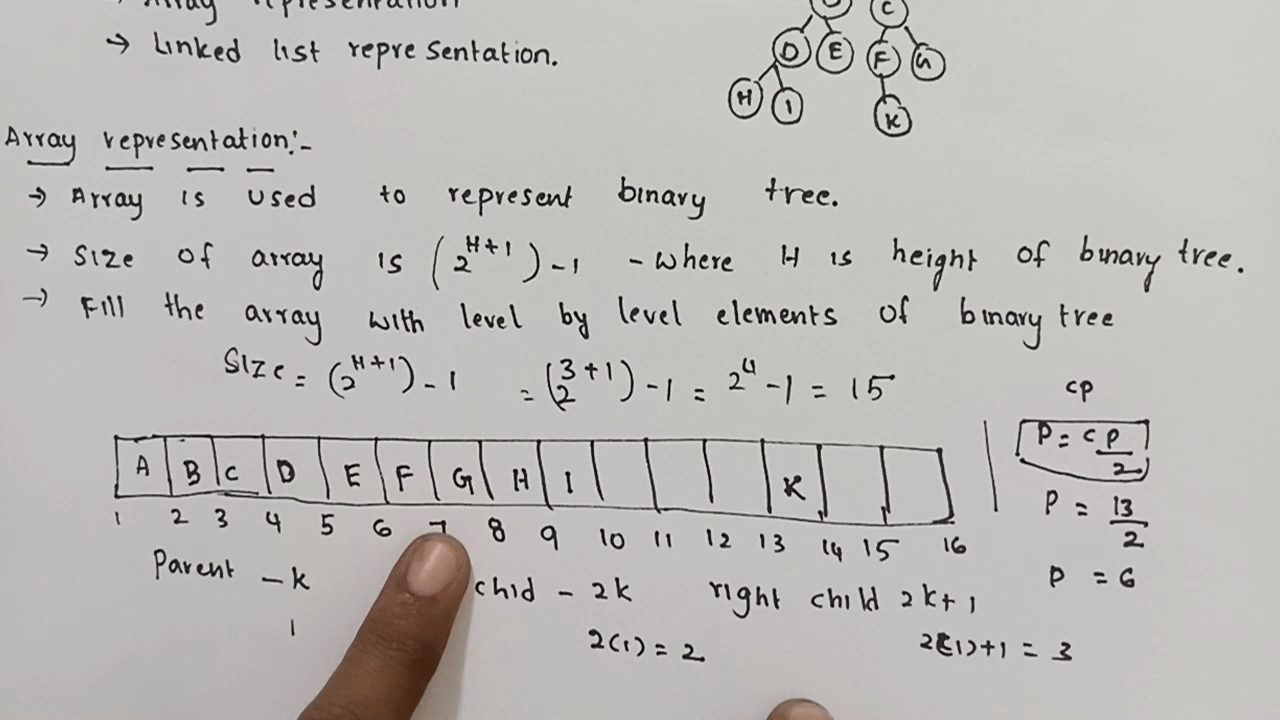 → Array representation
→ Linked list representation.
B C
D E F G
H I K
Array representation:-
→ Array is used to represent binary tree.
→ Size of array is (2^H+1) - 1 - where H is height of binary tree.
→ Fill the array with level by level elements of binary tree
Size = (2^H+1) - 1 = (2^3+1) - 1 = 2^4 - 1 = 15
CP
P = CP/2
P = 13/2
P = 6
A B C D E F G H I K
1 2 3 4 5 6 7 8 9 10 11 12 13 14 15 16
Parent - K chid - 2K right child 2K+1
1 2(1) = 2 2(1)+1 = 3